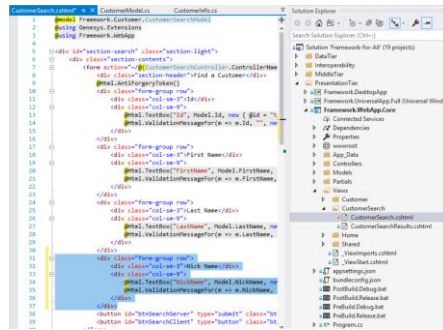 CustomerSearch.cshtml
CustomerModel.cs
CustomerInfo.cs
@model Framework.Customer.CustomerSearchModel
@using Genesys.Extensions
@using Framework.WebApp
<div id="section-search" class="section-light">
<div class="section-contents">
<form action="~/@(CustomerSearchController.ControllerName
<div class="section-header">Find a Customer</div>
@Html.AntiForgeryToken()
<div class="form-group row">
<div class="col-sm-3">Id</div>
<div class="col-sm-9">
@Html.TextBox("Id", Model.Id, new { @id = "t
@Html.ValidationMessageFor(m => m.Id, "", ne
</div>
</div>
<div class="form-group row">
<div class="col-sm-3">First Name</div>
<div class="col-sm-9">
@Html.TextBox("FirstName", Model.FirstName,
@Html.ValidationMessageFor(m => m.FirstName,
</div>
</div>
<div class="form-group row">
<div class="col-sm-3">Last Name</div>
<div class="col-sm-9">
@Html.TextBox("LastName", Model.LastName, ne
@Html.ValidationMessageFor(m => m.LastName,
</div>
</div>
<div class="form-group row">
<div class="col-sm-3">Nick Name</div>
<div class="col-sm-9">
@Html.TextBox("NickName", Model.NickName, ne
@Html.ValidationMessageFor(m => m.NickName,
</div>
</div>
<button id="btnSearchServer" type="submit" class="bt
<button id="btnSearchClient" type="button" class="bt
Solution Explorer
Search Solution Explorer (Ctrl+;)
Solution 'Framework-for-All' (19 projects)
DataTier
Interoperability
MiddleTier
PresentationTier
Framework.DesktopApp
Framework.UniversalApp.Full (Universal Wind
Framework.WebApp.Core
Connected Services
Dependencies
Properties
wwwroot
App_Data
Controllers
Models
Partials
Views
Customer
CustomerSearch
CustomerSearch.cshtml
CustomerSearchResults.cshtml
Home
Shared
_ViewImports.cshtml
_ViewStart.cshtml
appsettings.json
bundleconfig.json
PostBuild.Debug.bat
PostBuild.Release.bat
PreBuild.Debug.bat
PreBuild.Release.bat
Program.cs